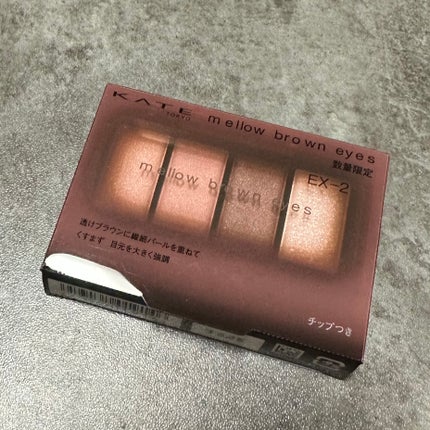 KATE
TOKYO
mellow brown eyes
数量限定
mellow brown eyes
EX-2
透けブラウンに繊細パールを重ねて
くすまず 目元を大きく強調
チップつき